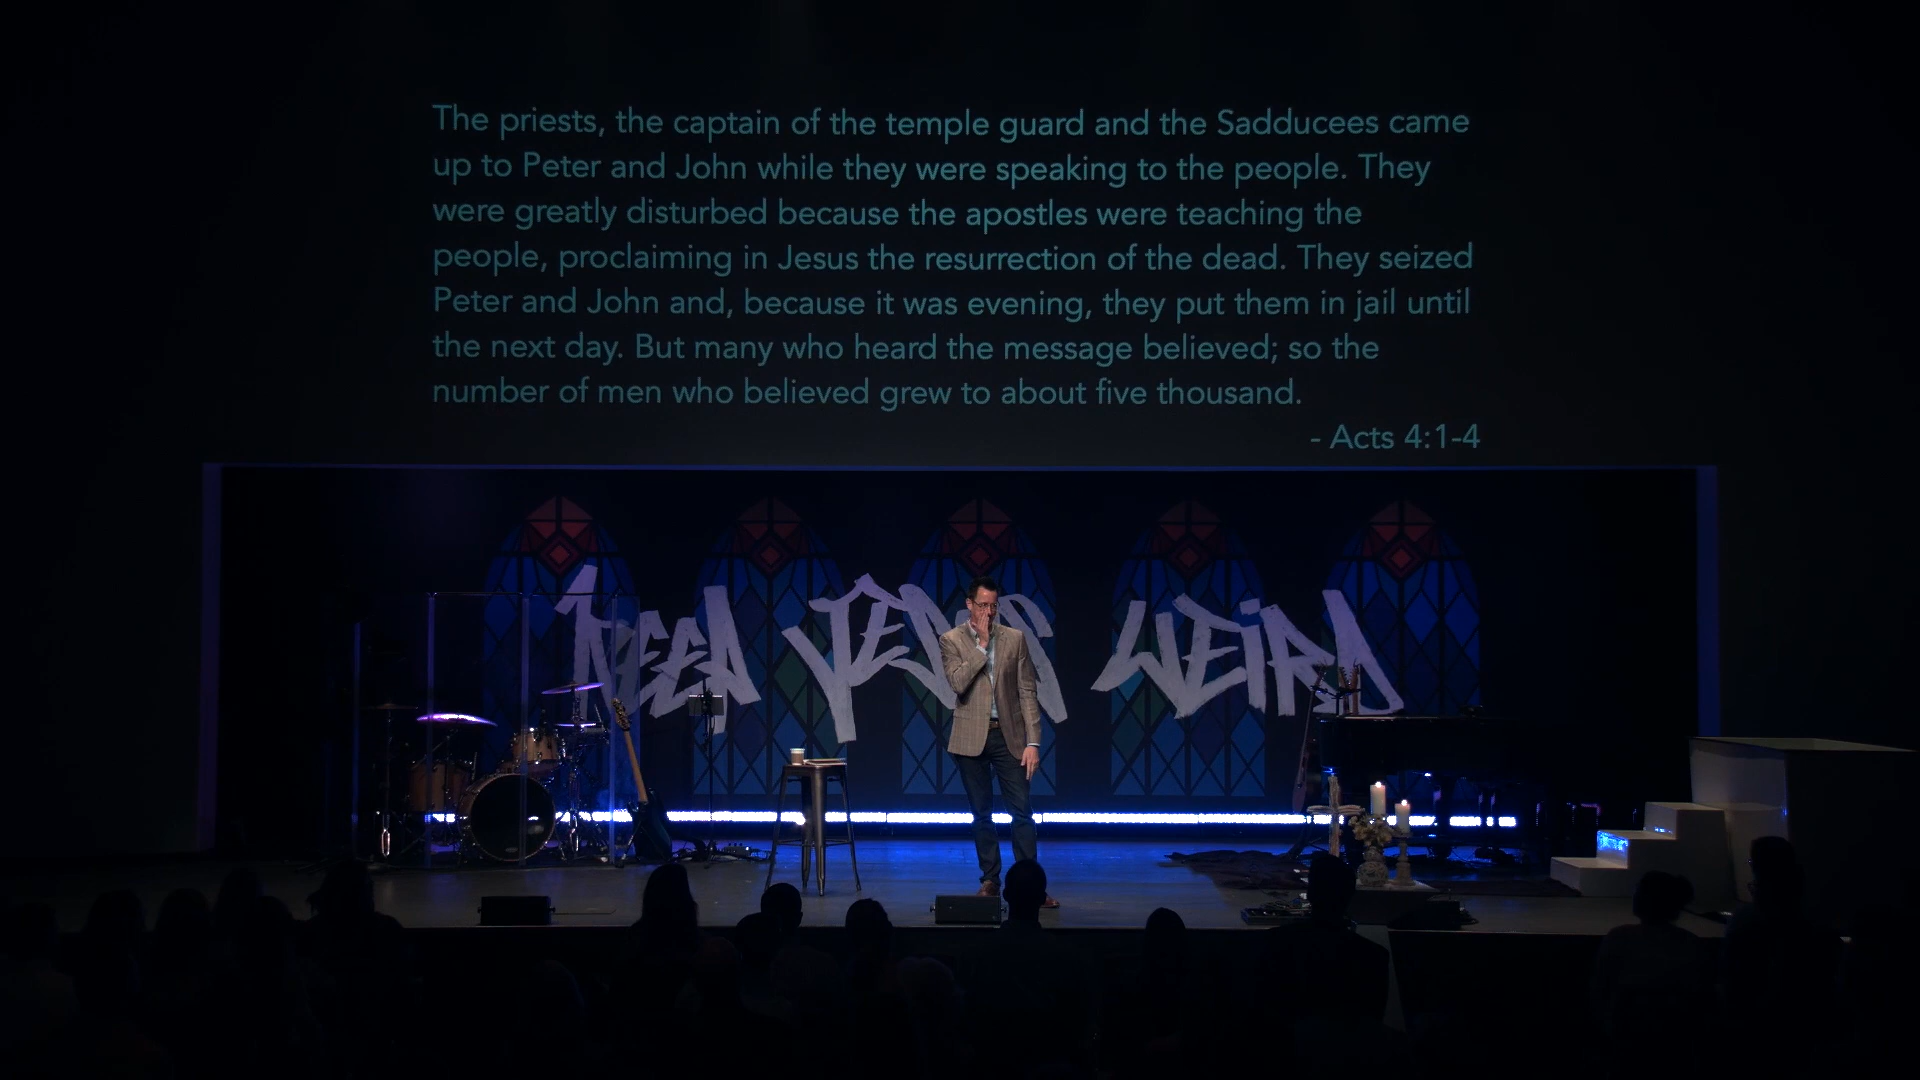 The priests, the captain of the temple guard and the Sadducees came
up to Peter and John while they were speaking to the people. They
were greatly disturbed because the apostles were teaching the
people, proclaiming in Jesus the resurrection of the dead. They seized
Peter and John and, because it was evening, they put them in jail until
the next day. But many who heard the message believed; so the
number of men who believed grew to about five thousand.
- Acts 4:1-4
KEEP JESUS WEIRD